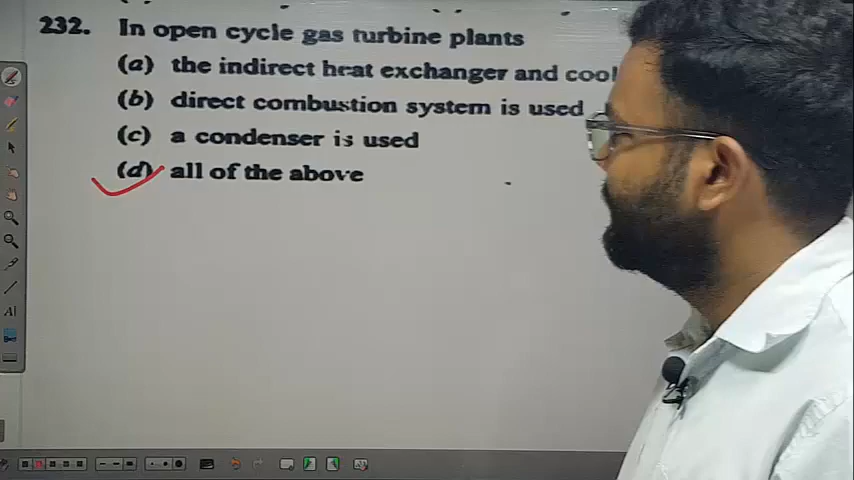 232. In open cycle gas turbine plants
(a) the indirect heat exchanger and
(b) direct combustion system is used
(c) a condenser is used
(d) all of the above
AI